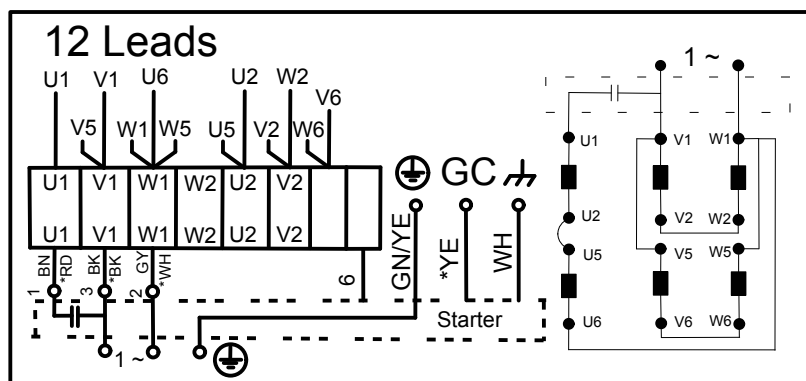 12 Leads
1 ~
U1 V1 U6 U2 W2 V6
V5 W1 W5 U5 V2 W6
U1 V1 W1 W2 U2 V2
U1 V1 W1 W2 U2 V2
GC
BN *RD BK *BK GY *WH
1 3 2 6
GN/YE *YE WH
Starter
1 ~
U1 V1 W1
U2 V2 W2
U5 V5 W5
U6 V6 W6